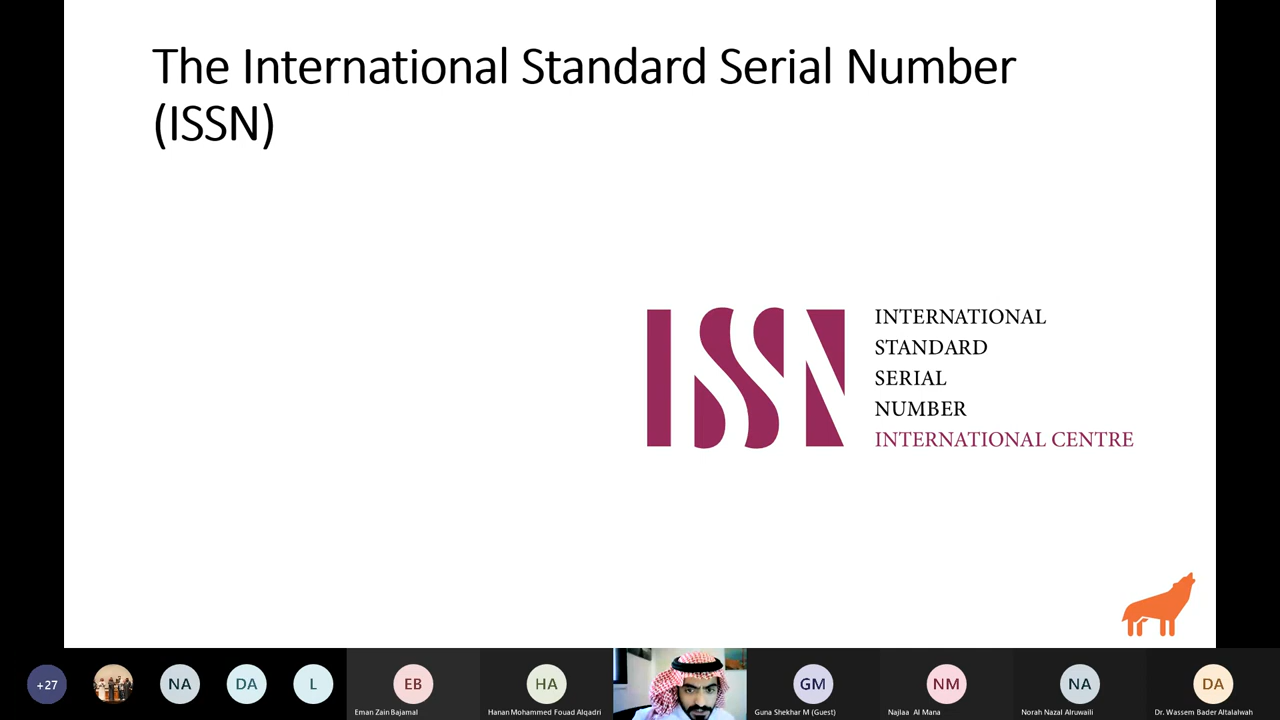 The International Standard Serial Number
(ISSN)
ISSN
INTERNATIONAL
STANDARD
SERIAL
NUMBER
INTERNATIONAL CENTRE
+27
NA
DA
L
EB
HA
GM
NM
NA
DA
Eman Zain Bajamal
Hanan Mohammed Fouad Alqadri
Guna Shekhar M (Guest)
Najlaa Al Mana
Norah Nazal Alruwaili
Dr. Wassem Bader Altalalwah